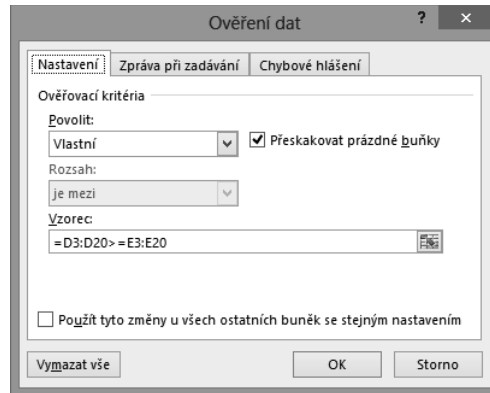 Ověření dat
?
×
Nastavení Zpráva při zadávání Chybové hlášení
Ověřovací kritéria
Povolit:
Vlastní
Přeskakovat prázdné buňky
Rozsah:
je mezi
Vzorec:
=D3:D20>=E3:E20
Použít tyto změny u všech ostatních buněk se stejným nastavením
Vymazat vše OK Storno